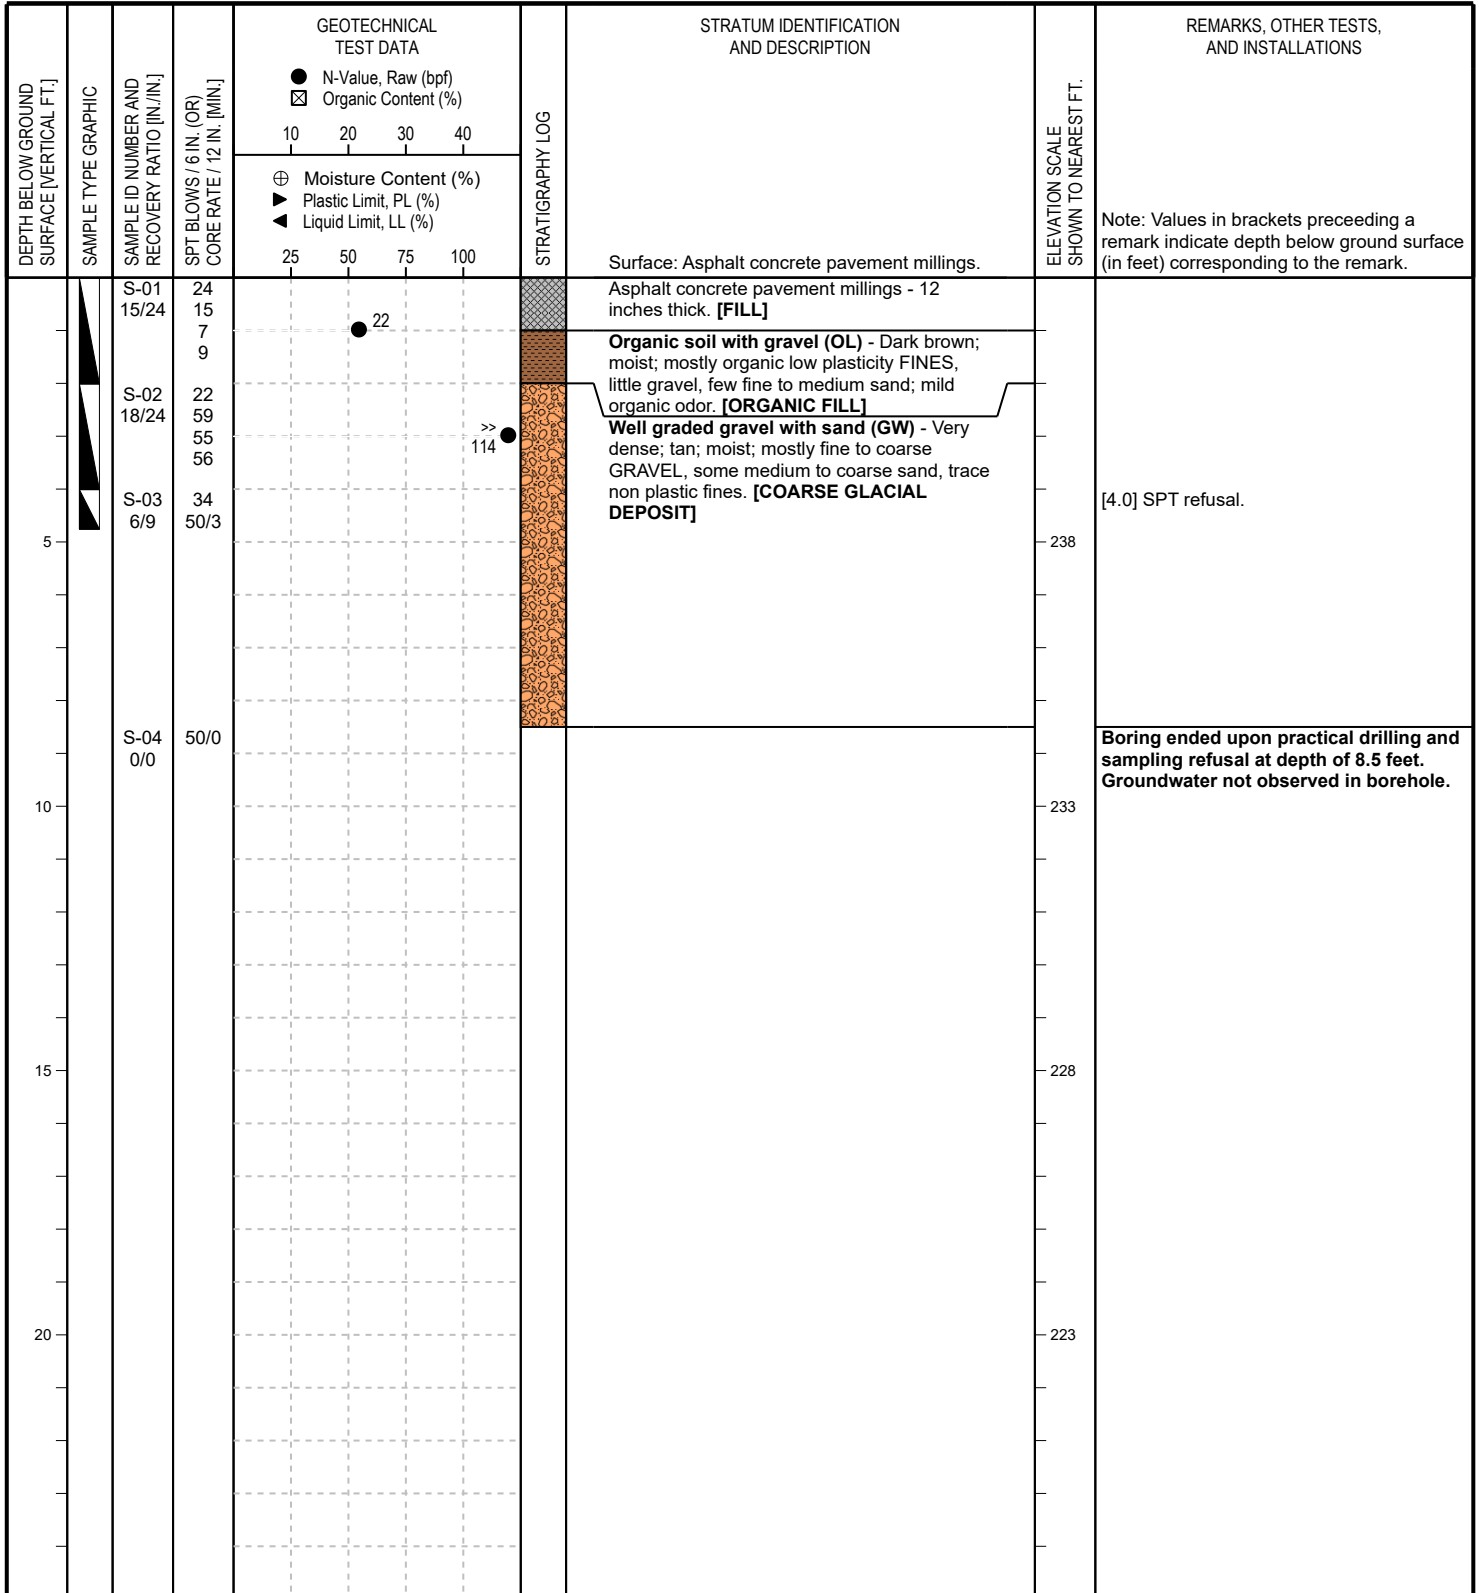 DEPTH BELOW GROUND
SURFACE [VERTICAL FT.]
SAMPLE TYPE GRAPHIC
SAMPLE ID NUMBER AND
RECOVERY RATIO [IN./IN.]
SPT BLOWS / 6 IN. (OR)
CORE RATE / 12 IN. [MIN.]
GEOTECHNICAL
TEST DATA
N-Value, Raw (bpf)
Organic Content (%)
10 20 30 40
Moisture Content (%)
Plastic Limit, PL (%)
Liquid Limit, LL (%)
25 50 75 100
STRATIGRAPHY LOG
STRATUM IDENTIFICATION
AND DESCRIPTION
Surface: Asphalt concrete pavement millings.
ELEVATION SCALE
SHOWN TO NEAREST FT.
REMARKS, OTHER TESTS,
AND INSTALLATIONS
Note: Values in brackets preceeding a
remark indicate depth below ground surface
(in feet) corresponding to the remark.
S-01
15/24
24
15
7
9
22
Asphalt concrete pavement millings - 12
inches thick. [FILL]
Organic soil with gravel (OL) - Dark brown;
moist; mostly organic low plasticity FINES,
little gravel, few fine to medium sand; mild
organic odor. [ORGANIC FILL]
S-02
18/24
22
59
55
56
>>
114
Well graded gravel with sand (GW) - Very
dense; tan; moist; mostly fine to coarse
GRAVEL, some medium to coarse sand, trace
non plastic fines. [COARSE GLACIAL
DEPOSIT]
S-03
6/9
34
50/3
[4.0] SPT refusal.
5
238
S-04
0/0
50/0
Boring ended upon practical drilling and
sampling refusal at depth of 8.5 feet.
Groundwater not observed in borehole.
10
233
15
228
20
223